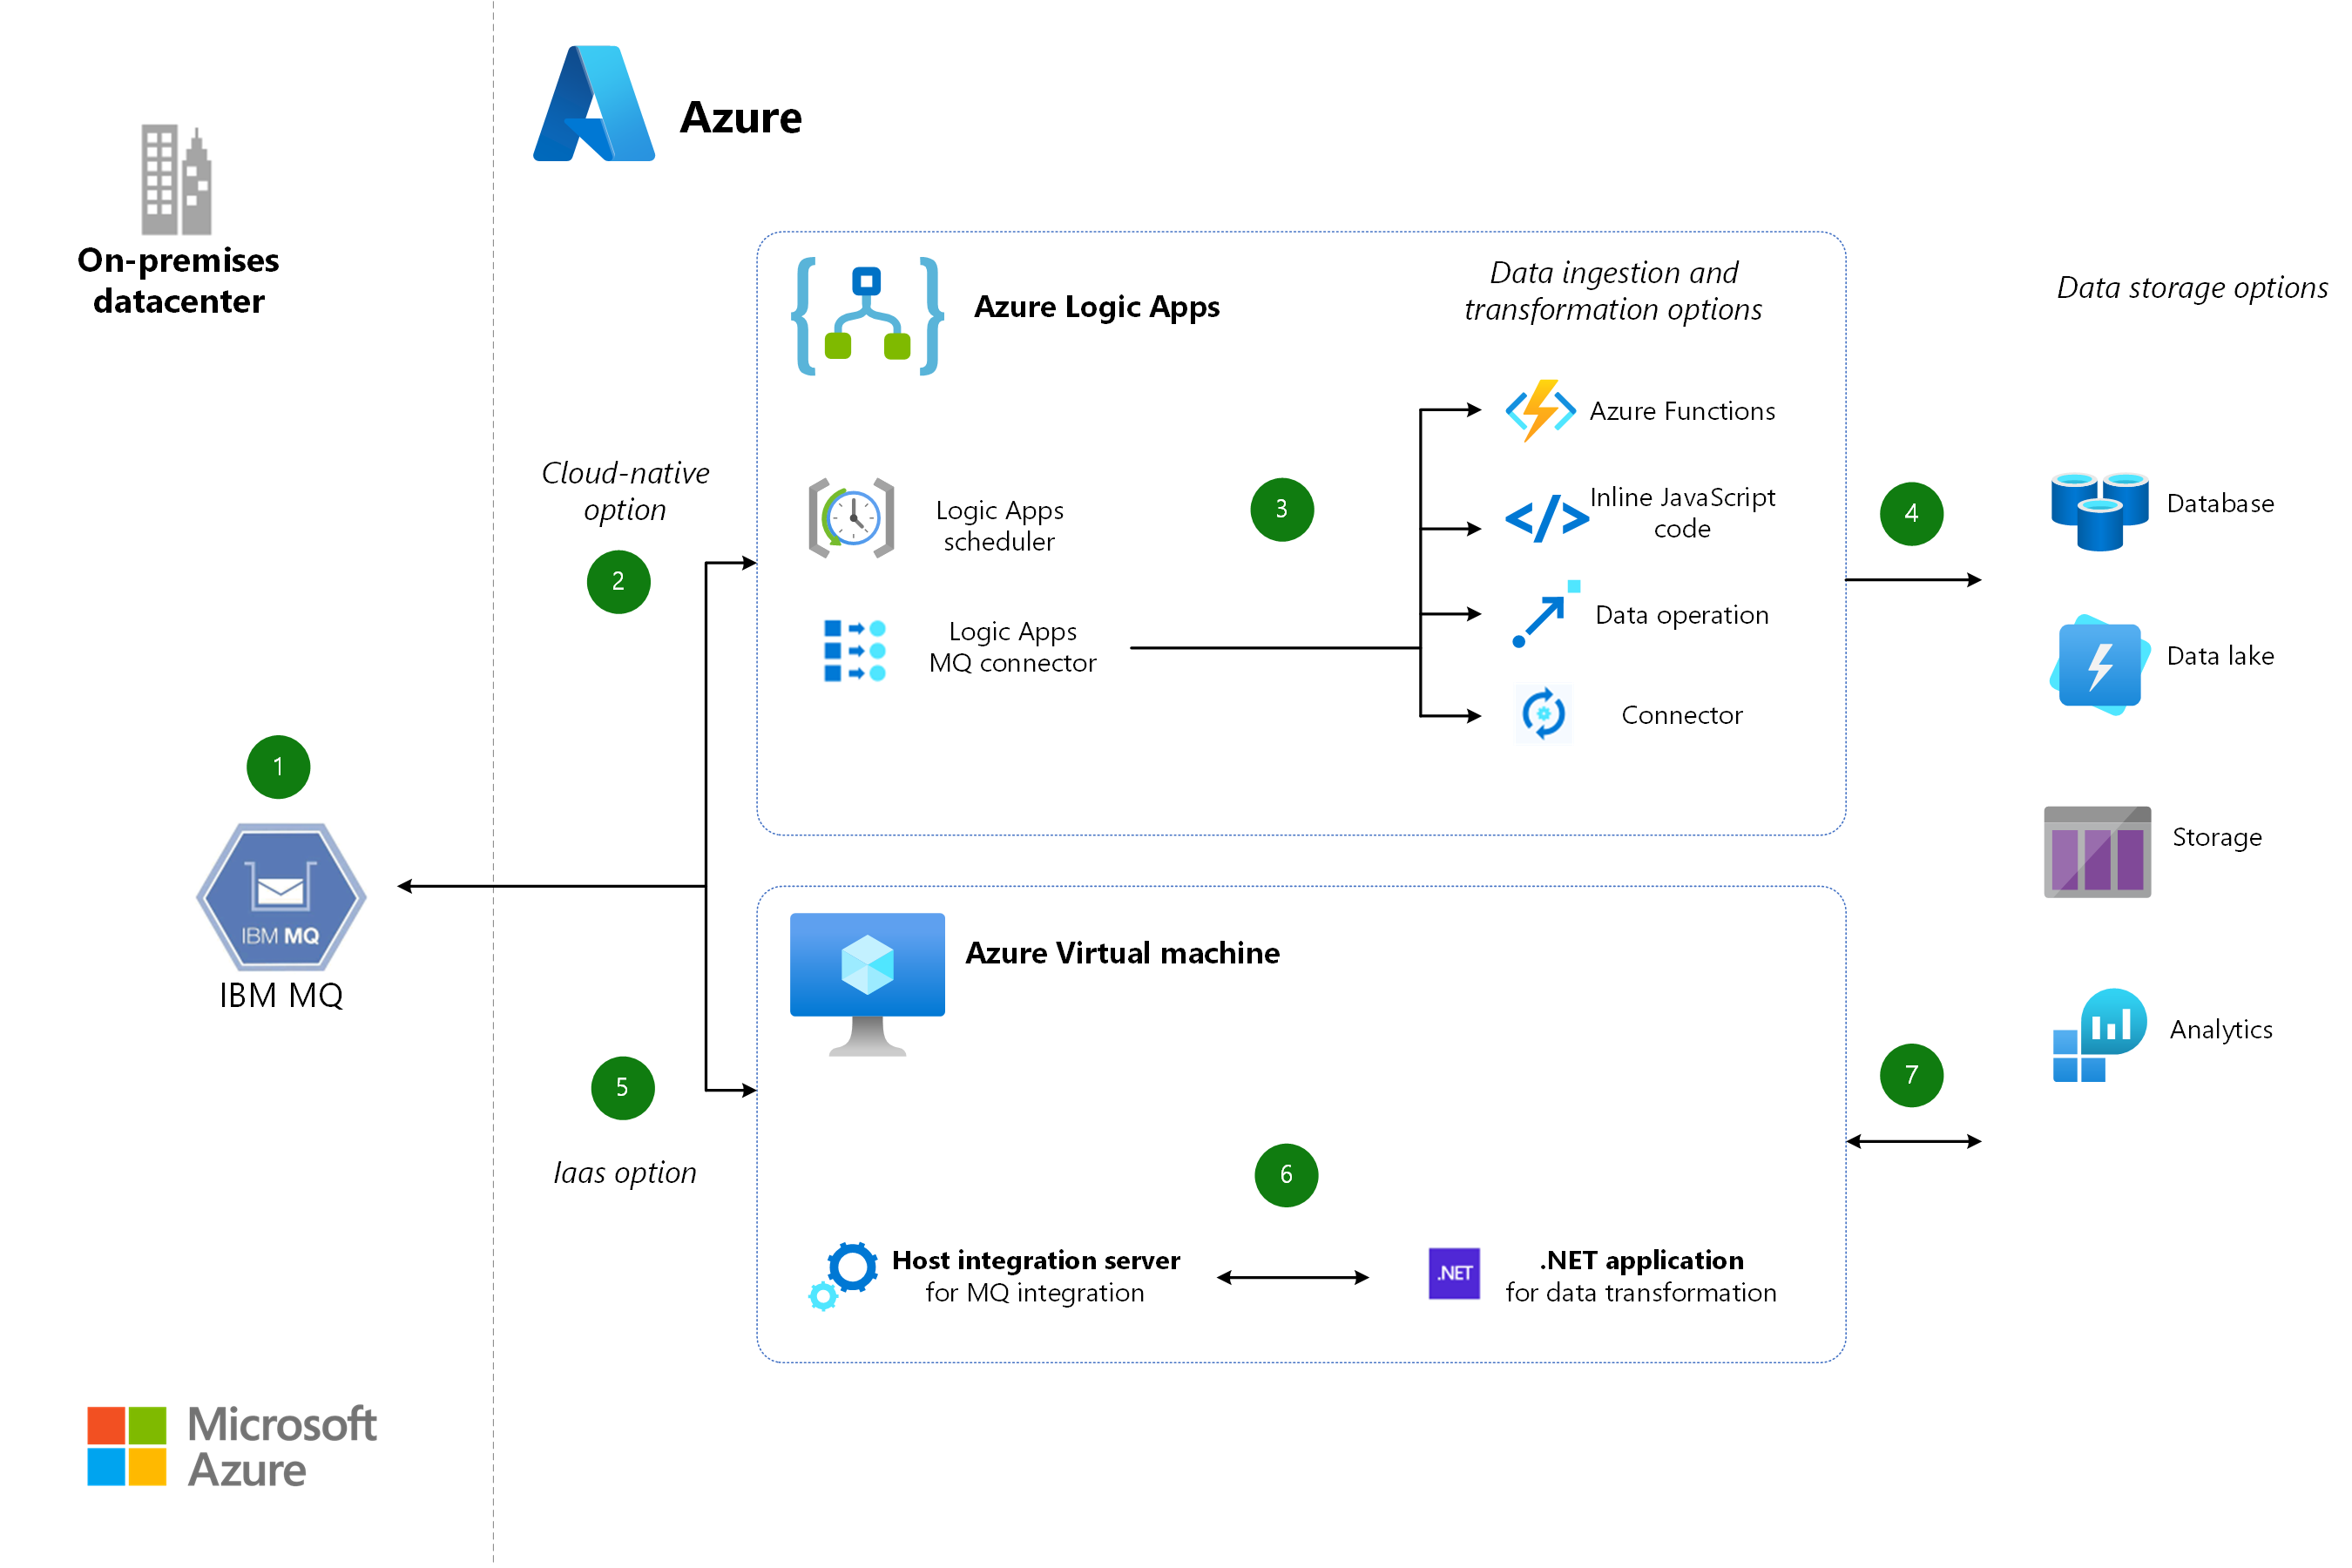 Azure
On-premises
datacenter
Azure Logic Apps
Data ingestion and
transformation options
Data storage options
Cloud-native
option
2
Logic Apps
scheduler
Logic Apps
MQ connector
3
Azure Functions
Inline JavaScript
code
Data operation
Connector
4
Database
Data lake
Storage
Analytics
1
IBM MQ
IBM MQ
5
Iaas option
Azure Virtual machine
6
Host integration server
for MQ integration
.NET
.NET application
for data transformation
7
Microsoft
Azure